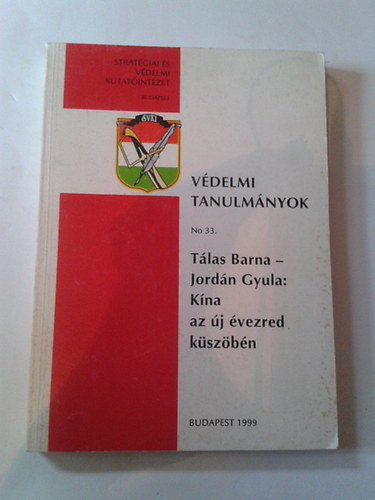 STRATÉGIAI ÉS
VÉDELMI
KUTATÓINTÉZET
BUDAPEST
SVKI
VÉDELMI
TANULMÁNYOK
No 33.
Tálas Barna –
Jordán Gyula:
Kína
az új évezred
küszöbén
BUDAPEST 1999